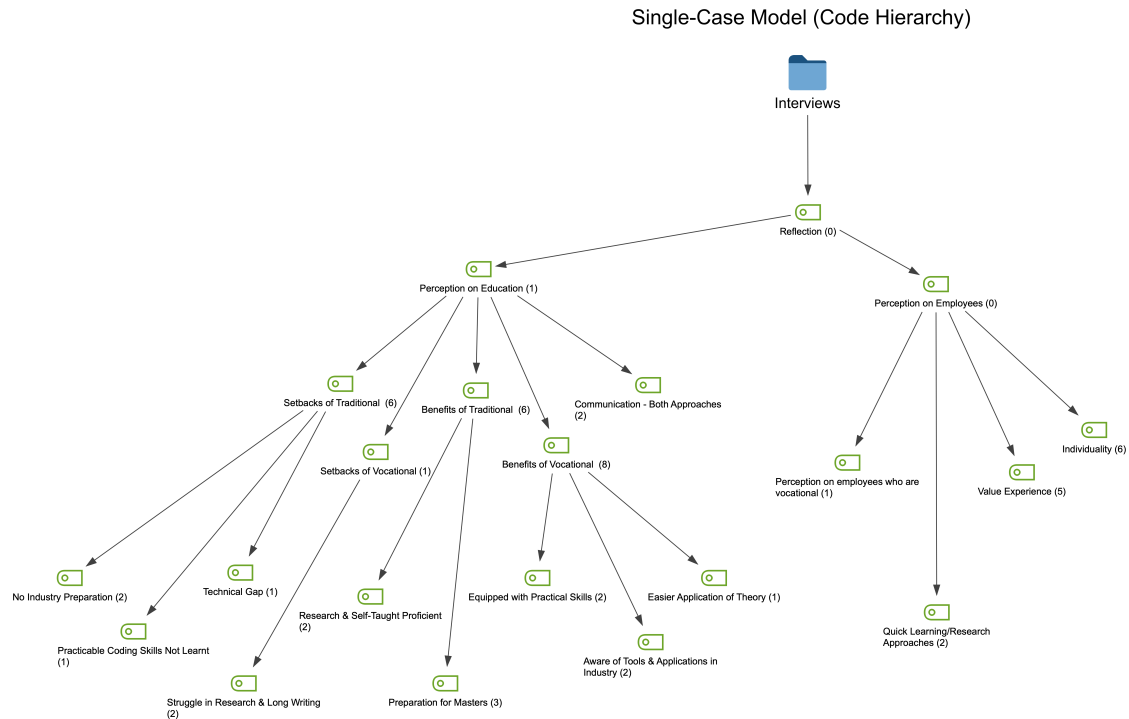 Single-Case Model (Code Hierarchy)
Interviews
Reflection (0)
Perception on Education (1)
Perception on Employees (0)
Setbacks of Traditional (6)
Benefits of Traditional (6)
Communication - Both Approaches
(2)
Setbacks of Vocational (1)
Benefits of Vocational (8)
Perception on employees who are
vocational (1)
Value Experience (5)
Individuality (6)
No Industry Preparation (2)
Technical Gap (1)
Research & Self-Taught Proficient
(2)
Equipped with Practical Skills (2)
Easier Application of Theory (1)
Practicable Coding Skills Not Learnt
(1)
Aware of Tools & Applications in
Industry (2)
Quick Learning/Research
Approaches (2)
Struggle in Research & Long Writing
(2)
Preparation for Masters (3)